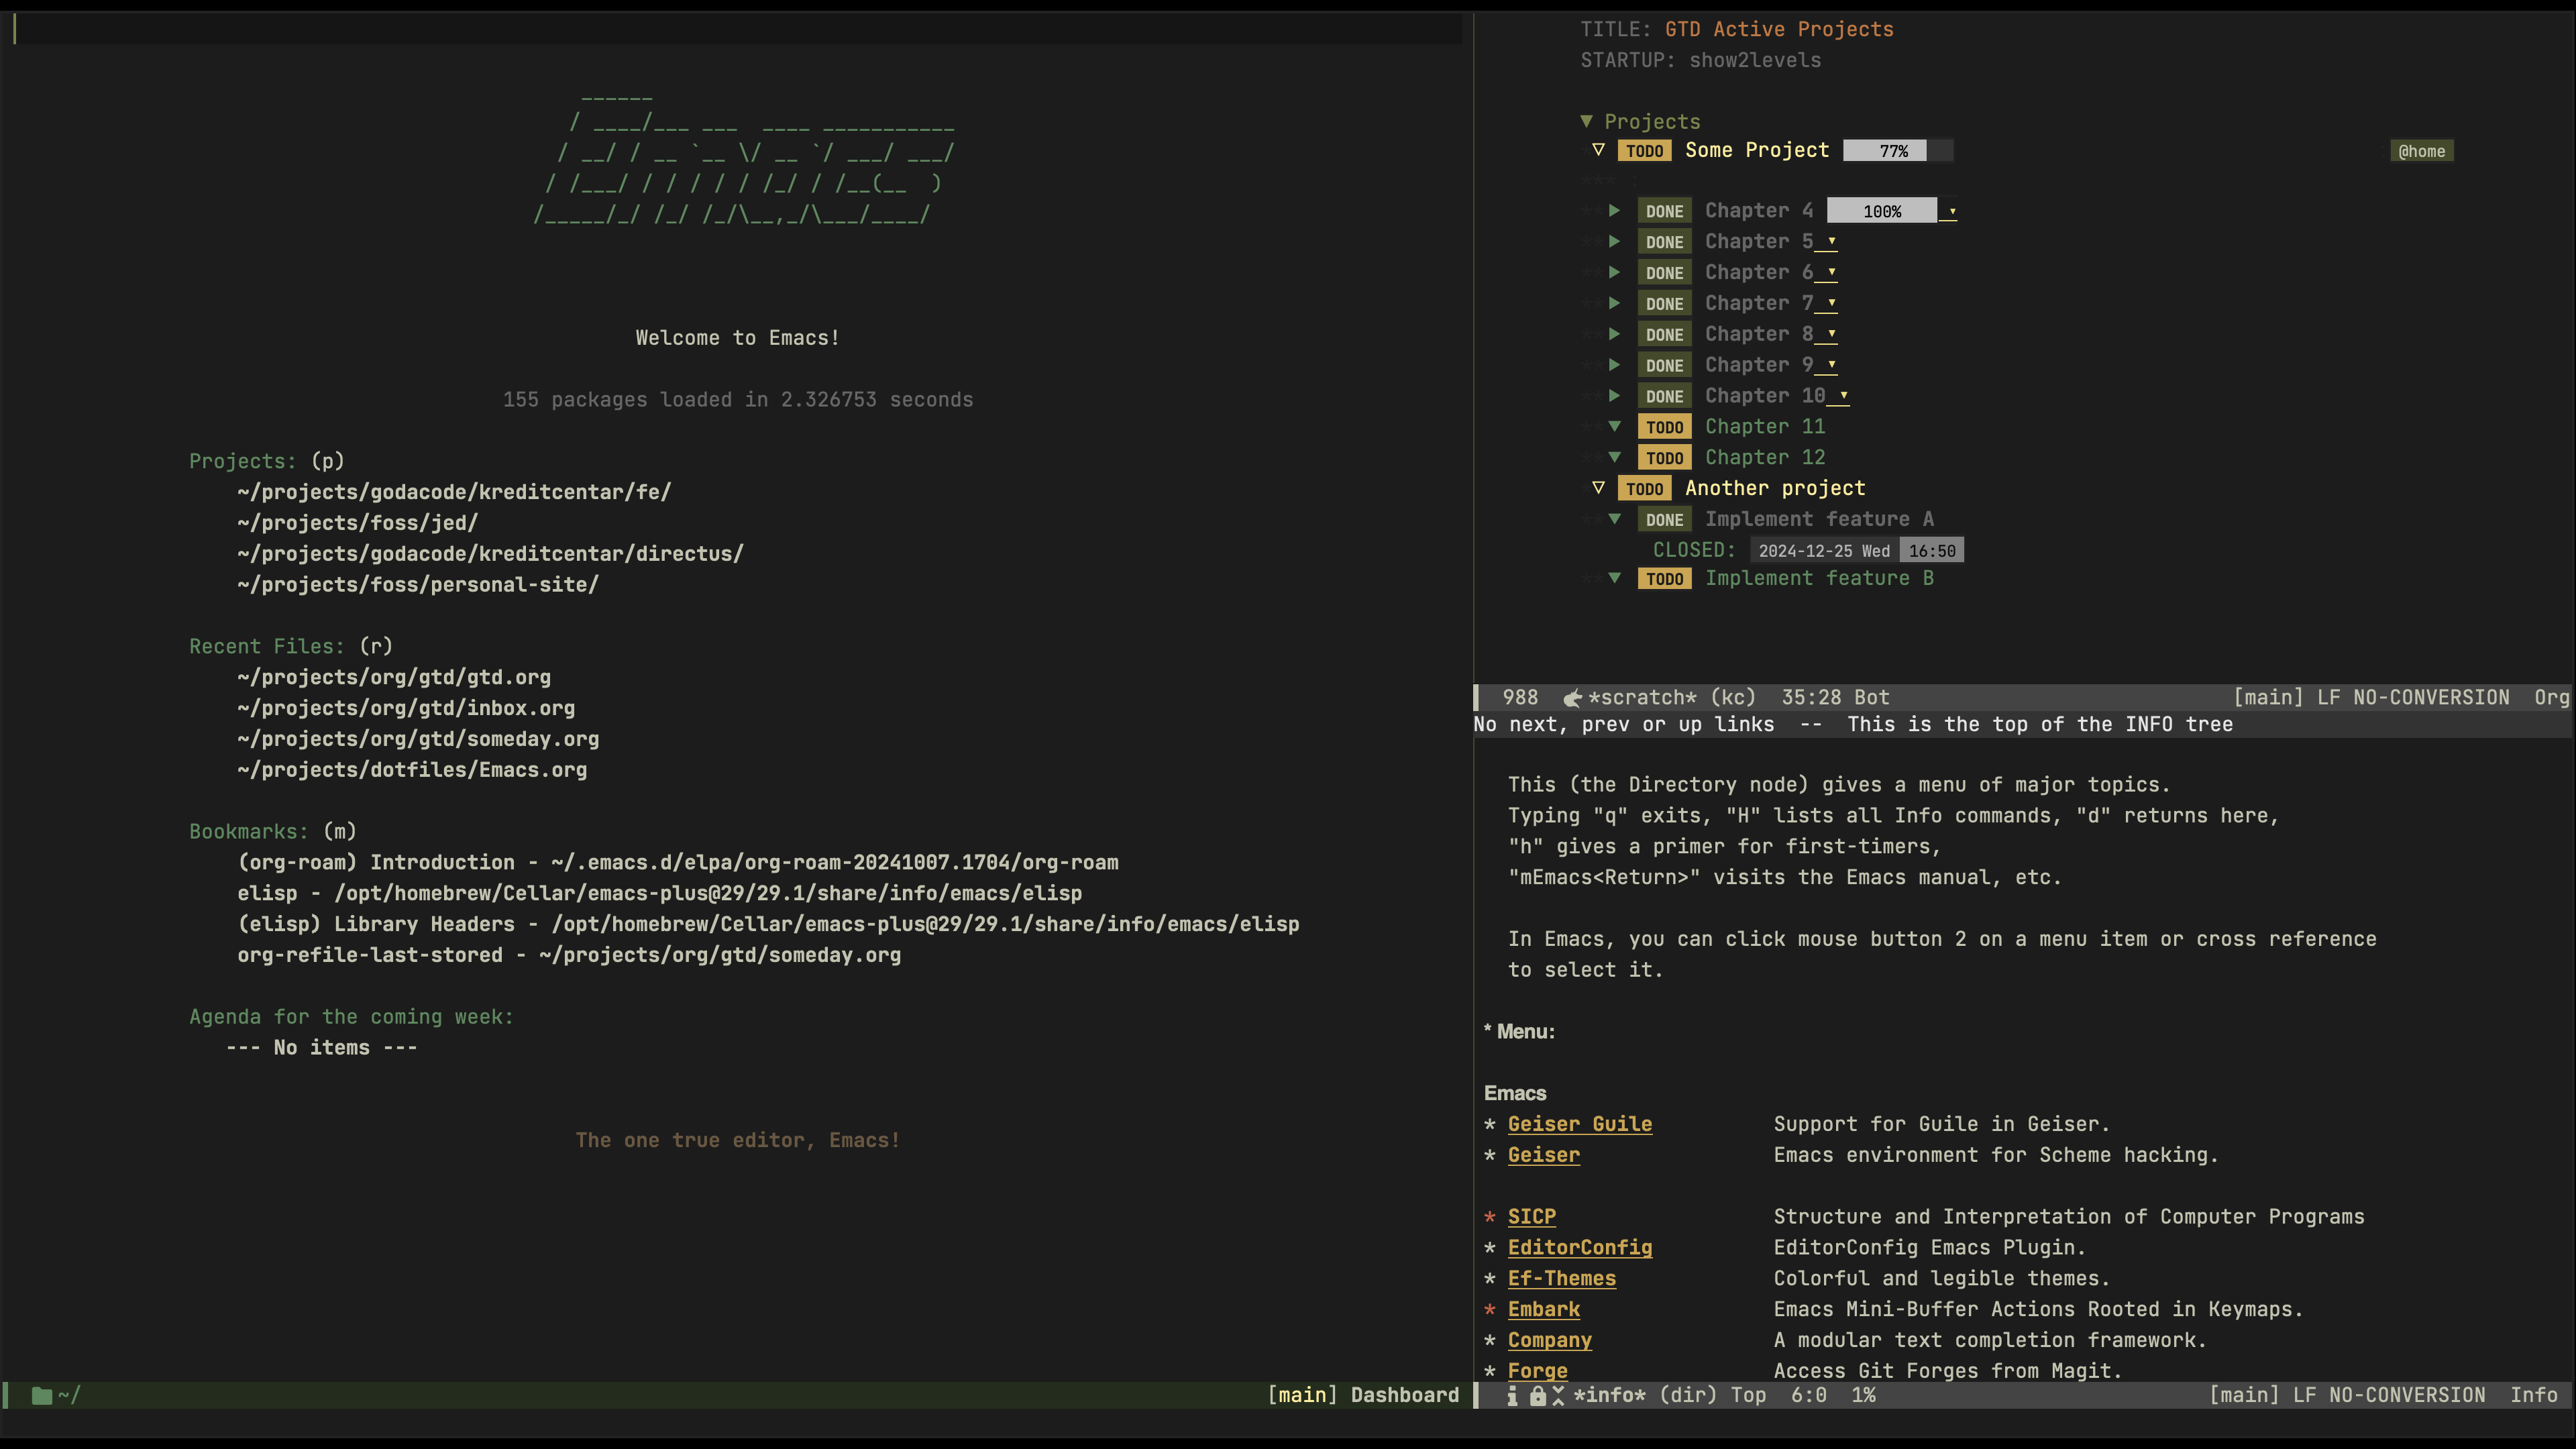 ______
 / ____/___ ___  ____ ___________
/ __/ / __ `__ \/ __ `/ ___/ ___/
/ /___/ / / / / / /_/ / /__(__  )
/_____/_/ /_/ /_/\__,_/\___/____/
Welcome to Emacs!
155 packages loaded in 2.326753 seconds
Projects: (p)
~/projects/godacode/kreditcentar/fe/
~/projects/foss/jed/
~/projects/godacode/kreditcentar/directus/
~/projects/foss/personal-site/
Recent Files: (r)
~/projects/org/gtd/gtd.org
~/projects/org/gtd/inbox.org
~/projects/org/gtd/someday.org
~/projects/dotfiles/Emacs.org
Bookmarks: (m)
(org-roam) Introduction - ~/.emacs.d/elpa/org-roam-20241007.1704/org-roam
elisp - /opt/homebrew/Cellar/emacs-plus@29/29.1/share/info/emacs/elisp
(elisp) Library Headers - /opt/homebrew/Cellar/emacs-plus@29/29.1/share/info/emacs/elisp
org-refile-last-stored - ~/projects/org/gtd/someday.org
Agenda for the coming week:
--- No items ---
The one true editor, Emacs!
~/ [main] Dashboard
TITLE: GTD Active Projects
STARTUP: show2levels
▼ Projects
▽ TODO Some Project 77% @home
▶ DONE Chapter 4 100% ▾
▶ DONE Chapter 5 ▾
▶ DONE Chapter 6 ▾
▶ DONE Chapter 7 ▾
▶ DONE Chapter 8 ▾
▶ DONE Chapter 9 ▾
▶ DONE Chapter 10 ▾
▼ TODO Chapter 11
▼ TODO Chapter 12
▽ TODO Another project
▼ DONE Implement feature A
CLOSED: 2024-12-25 Wed 16:50
▼ TODO Implement feature B
988 *scratch* (kc) 35:28 Bot [main] LF NO-CONVERSION Org
No next, prev or up links -- This is the top of the INFO tree
This (the Directory node) gives a menu of major topics.
Typing "q" exits, "H" lists all Info commands, "d" returns here,
"h" gives a primer for first-timers,
"mEmacs<Return>" visits the Emacs manual, etc.
In Emacs, you can click mouse button 2 on a menu item or cross reference
to select it.
* Menu:
Emacs
* Geiser Guile Support for Guile in Geiser.
* Geiser Emacs environment for Scheme hacking.
* SICP Structure and Interpretation of Computer Programs
* EditorConfig EditorConfig Emacs Plugin.
* Ef-Themes Colorful and legible themes.
* Embark Emacs Mini-Buffer Actions Rooted in Keymaps.
* Company A modular text completion framework.
* Forge Access Git Forges from Magit.
*info* (dir) Top 6:0 1% [main] LF NO-CONVERSION Info